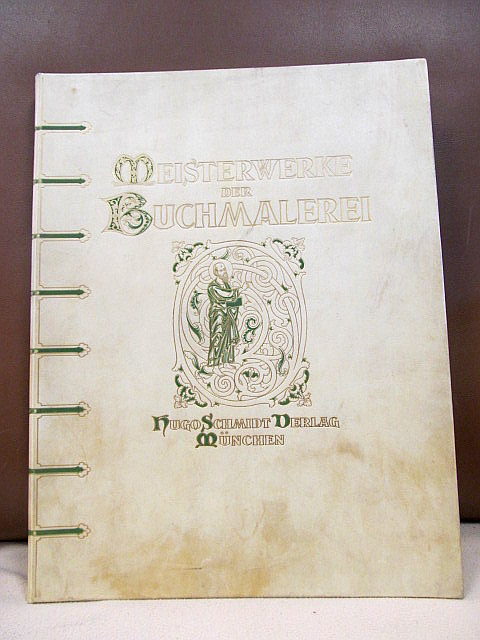 MEISTERWERKE
DER
BUCHMALEREI
HUGO SCHMIDT VERLAG
MÜNCHEN